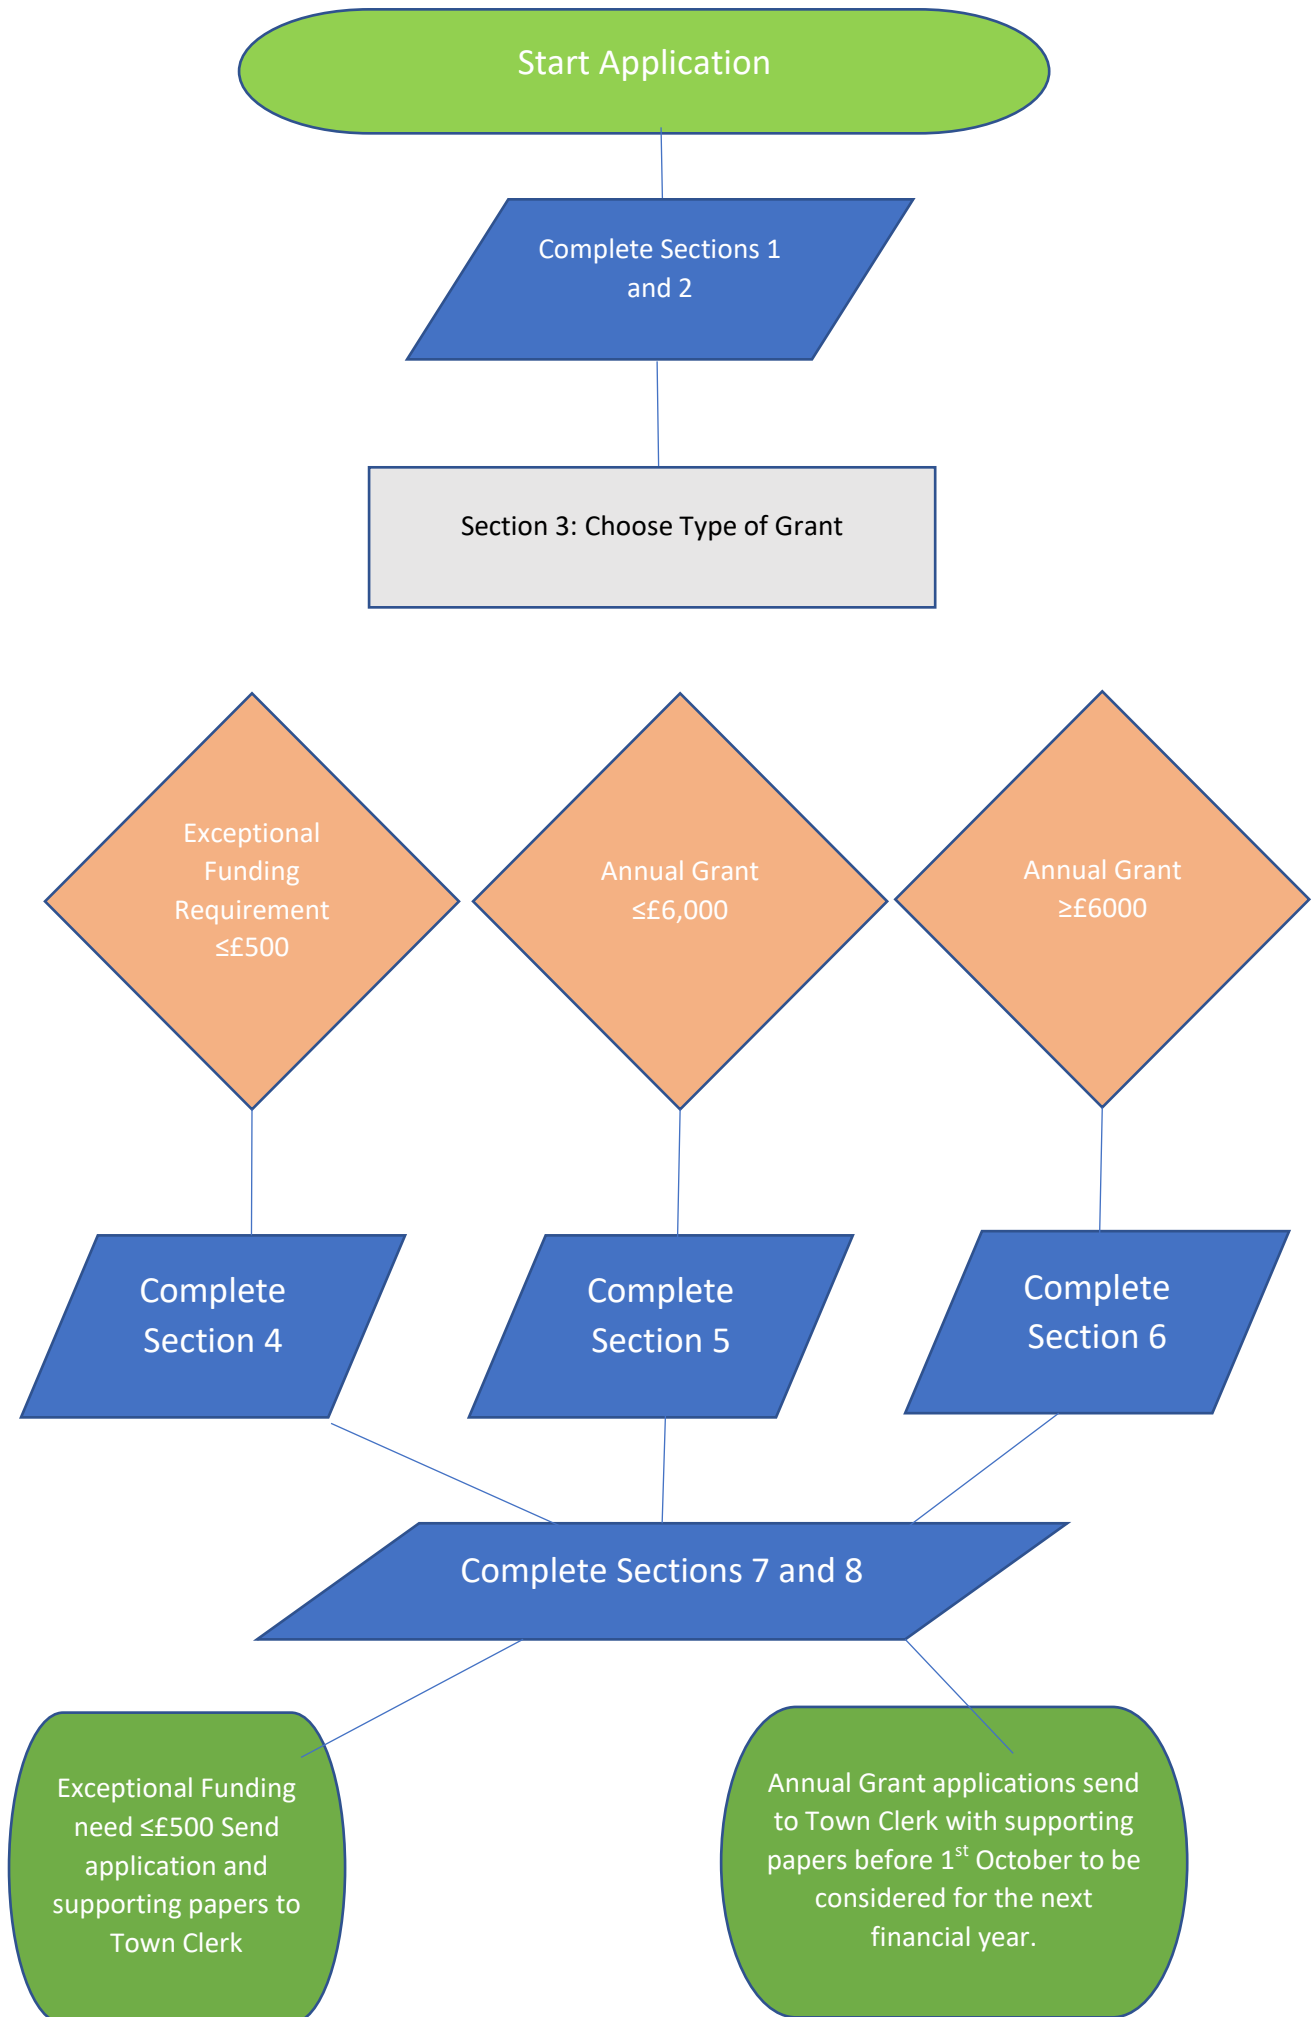 Start Application
Complete Sections 1
and 2
Section 3: Choose Type of Grant
Exceptional
Funding
Requirement
≤£500
Annual Grant
≤£6,000
Annual Grant
≥£6000
Complete
Section 4
Complete
Section 5
Complete
Section 6
Complete Sections 7 and 8
Exceptional Funding
need ≤£500 Send
application and
supporting papers to
Town Clerk
Annual Grant applications send
to Town Clerk with supporting
papers before 1st October to be
considered for the next
financial year.